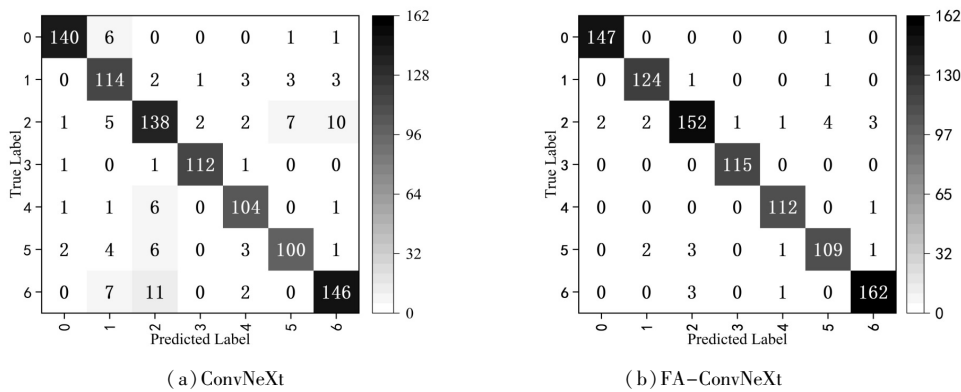 0 140 6 0 0 0 1 1 162
1 0 114 2 1 3 3 3 128
2 1 5 138 2 2 7 10 96
3 1 0 1 112 1 0 0
4 1 1 6 0 104 0 1 64
5 2 4 6 0 3 100 1 32
6 0 7 11 0 2 0 146 0
True Label
0 1 2 3 4 5 6
Predicted Label
(a) ConvNeXt
0 147 0 0 0 0 1 0 162
1 0 124 1 0 0 1 0 130
2 2 2 152 1 1 4 3 97
3 0 0 0 115 0 0 0
4 0 0 0 0 112 0 1 64
5 0 2 3 0 1 109 1 32
6 0 0 3 0 1 0 162 0
True Label
0 1 2 3 4 5 6
Predicted Label
(b) FA-ConvNeXt